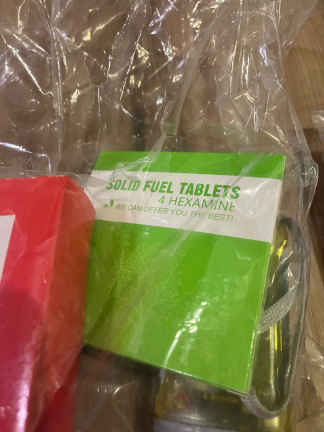 SOLID FUEL TABLETS
4 HEXAMINE
WE CAN OFFER YOU THE BEST!